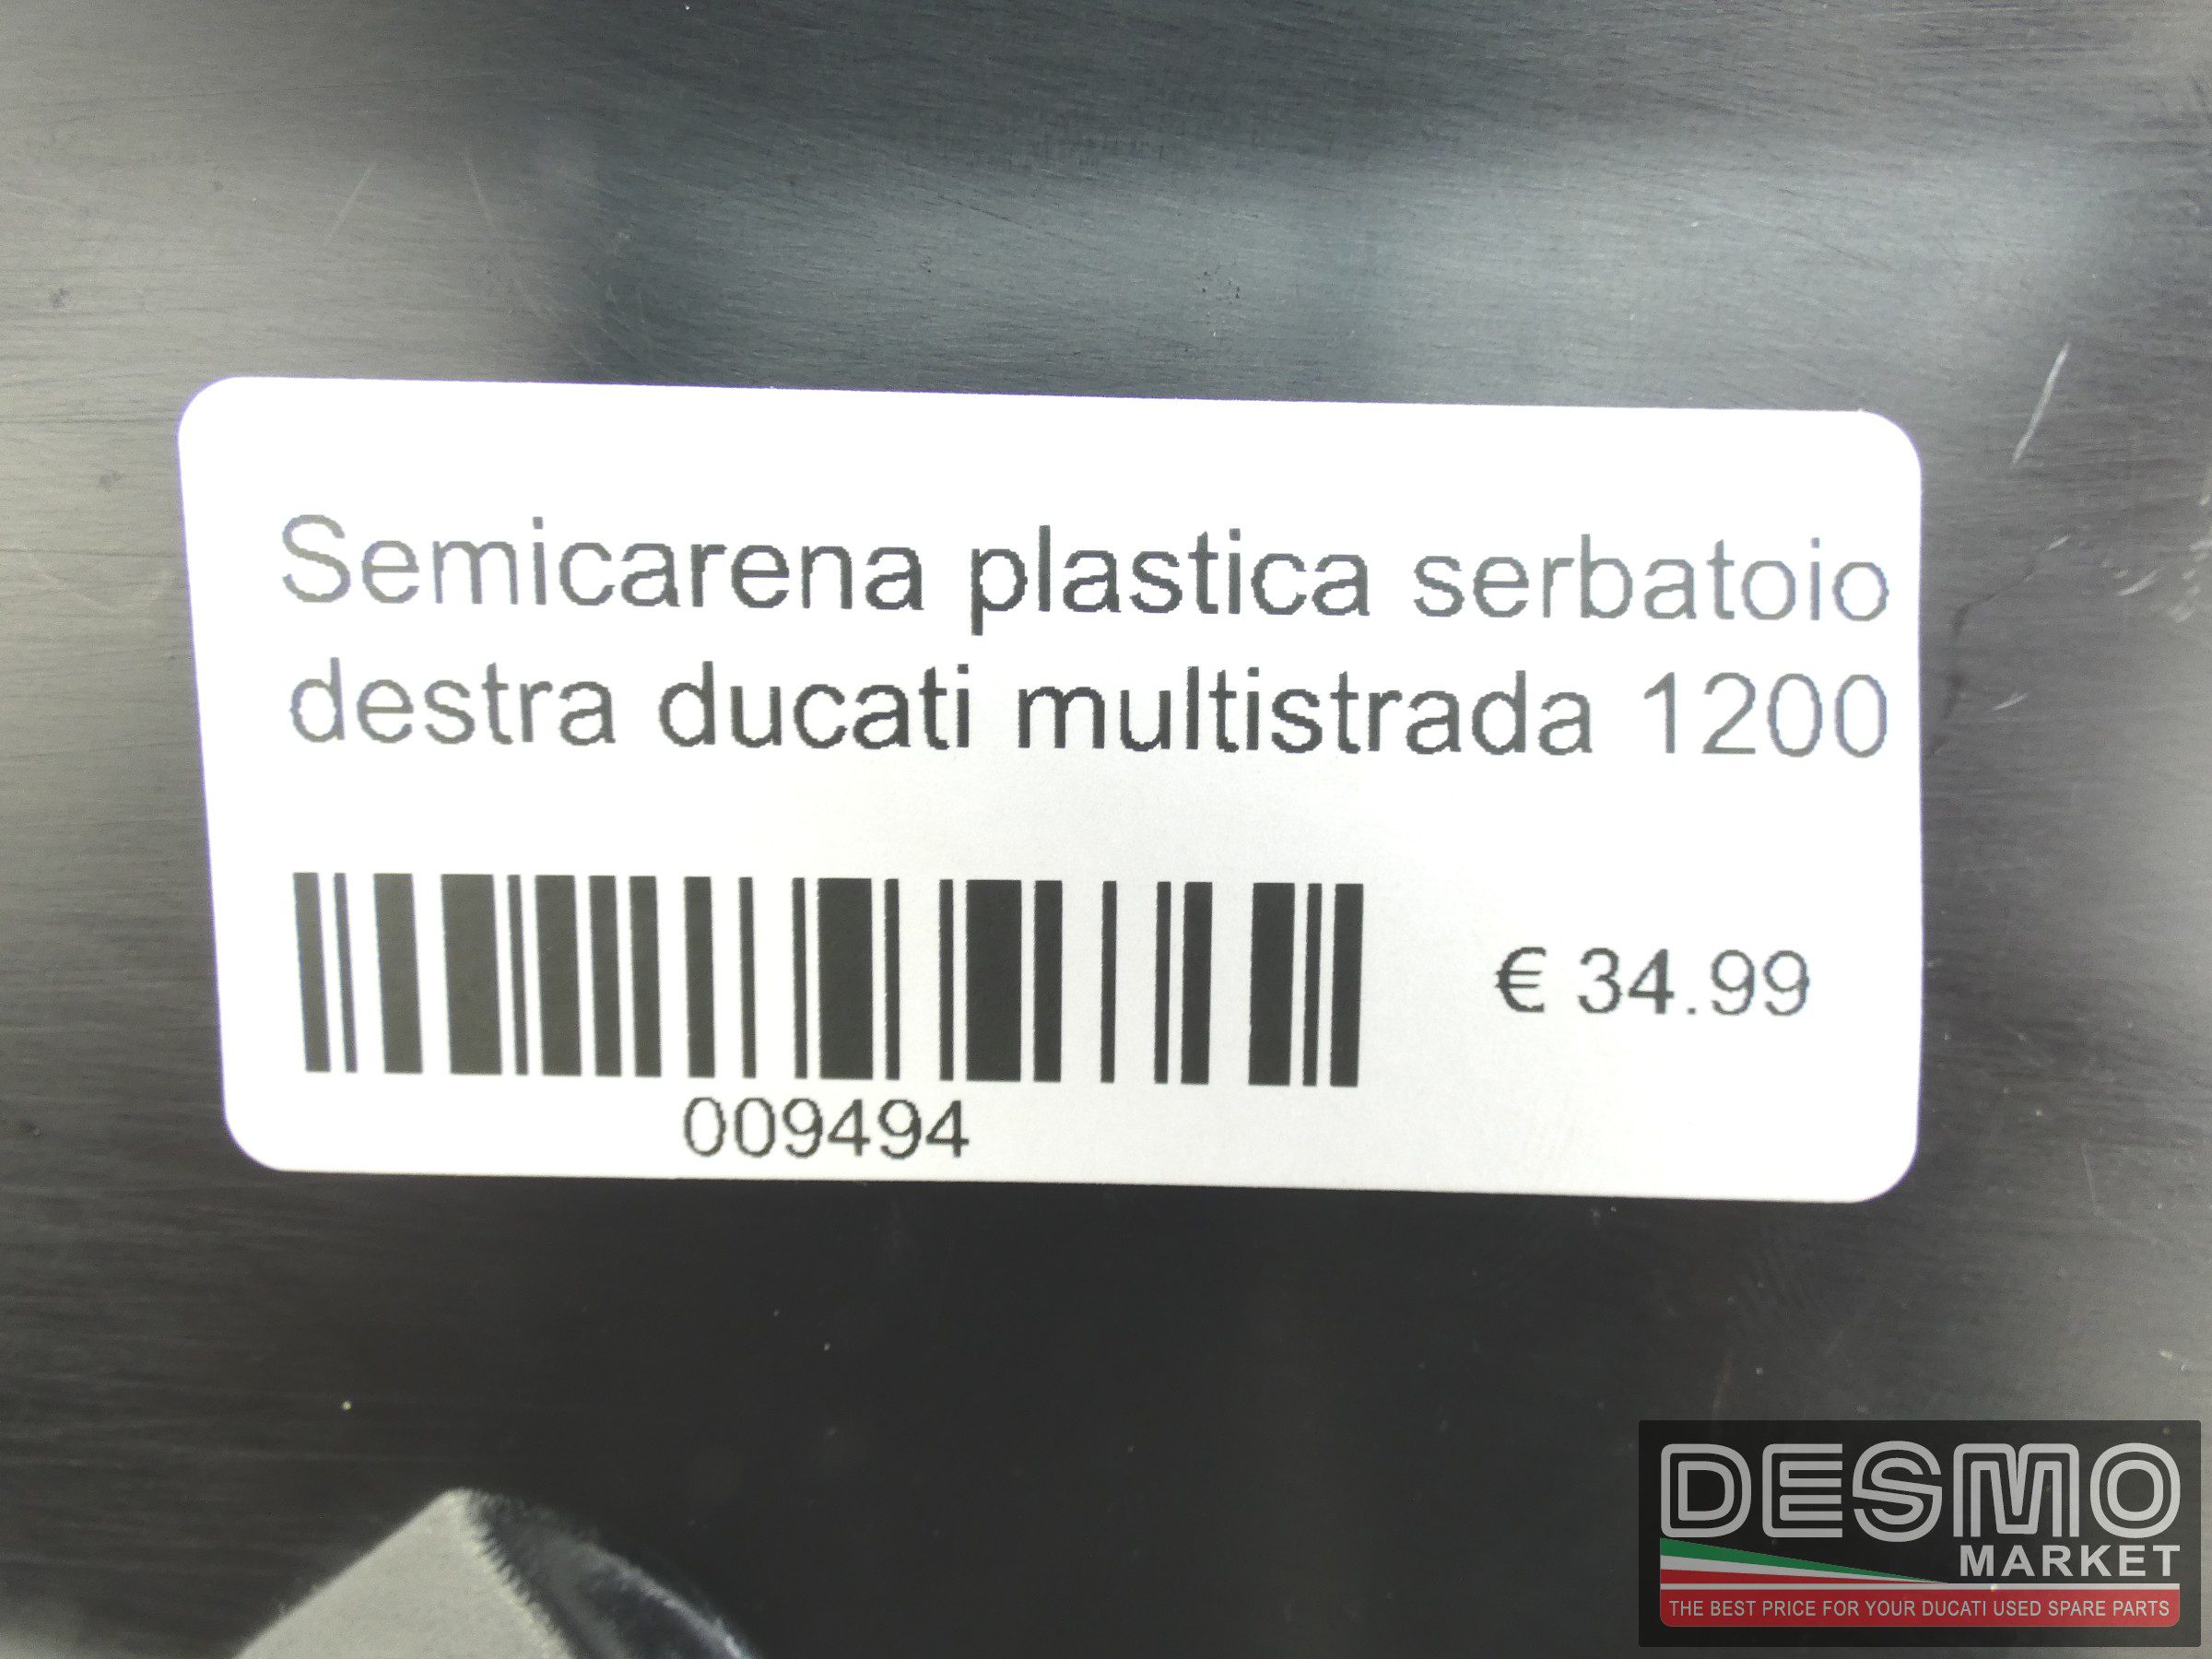 Semicarena plastica serbatoio
destra ducati multistrada 1200
€ 34.99
009494
DESMO
MARKET
THE BEST PRICE FOR YOUR DUCATI USED SPARE PARTS